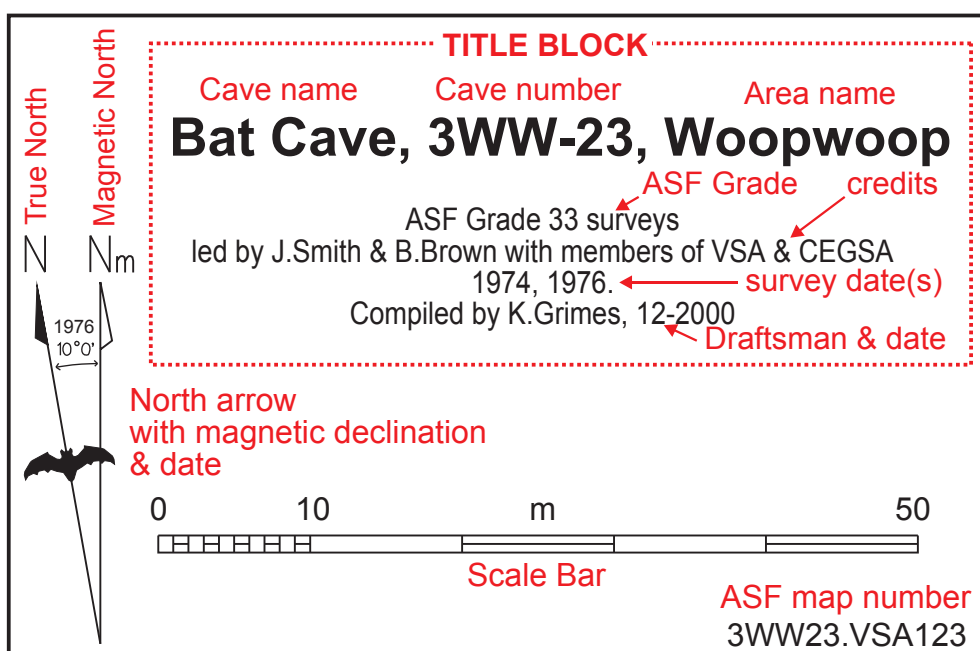 TITLE BLOCK
Cave name Cave number Area name
Bat Cave, 3WW-23, Woopwoop
ASF Grade credits
ASF Grade 33 surveys
led by J.Smith & B.Brown with members of VSA & CEGSA
1974, 1976. survey date(s)
Compiled by K.Grimes, 12-2000
Draftsman & date
True North
Magnetic North
N Nm
1976
10°0'
North arrow
with magnetic declination
& date
0 10 m 50
Scale Bar
ASF map number
3WW23.VSA123